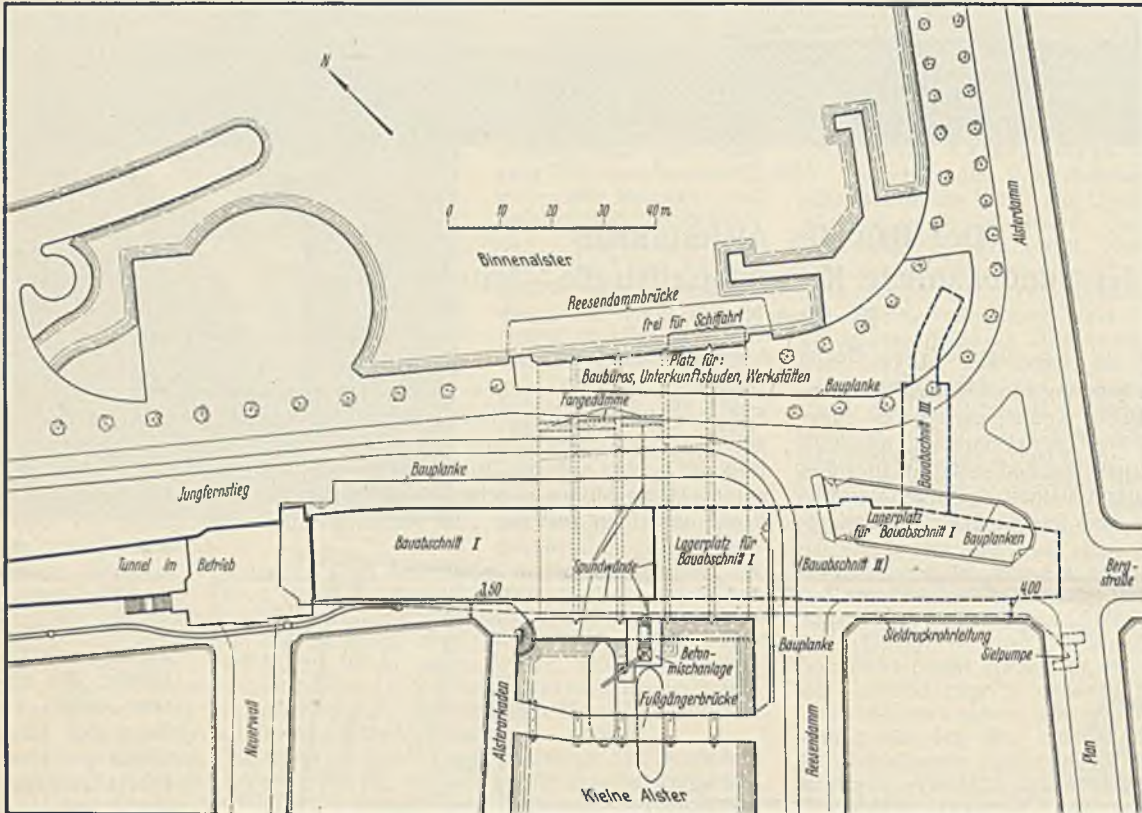 N
0 10 20 30 40 m
Binnenalster
Alsterdamm
Reesendammbrücke
frei für Schiffahrt
Platz für:
Baubüros, Unterkunftsbuden, Werkstätten
Bauplanke
Fangedämme
Bauabschnitt III
Bauplanke
Jungfernstieg
Lagerplatz
für Bauabschnitt I
Bauplanken
Bauabschnitt I
Lagerplatz für
Bauabschnitt I
Tunnel im Betrieb
Spundwände
(Bauabschnitt II)
Berg-
straße
3,50
4,00
Sieldruckrohrleitung
Sielpumpe
Bauplanke
Beton-
mischanlage
Fußgängerbrücke
Neuerwall
Alsterarkaden
Reesendamm
Plan
Kleine Alster